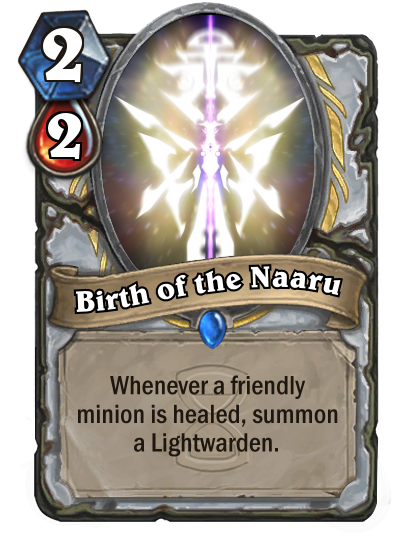 2
2
Birth of the Naaru
Whenever a friendly
minion is healed, summon
a Lightwarden.